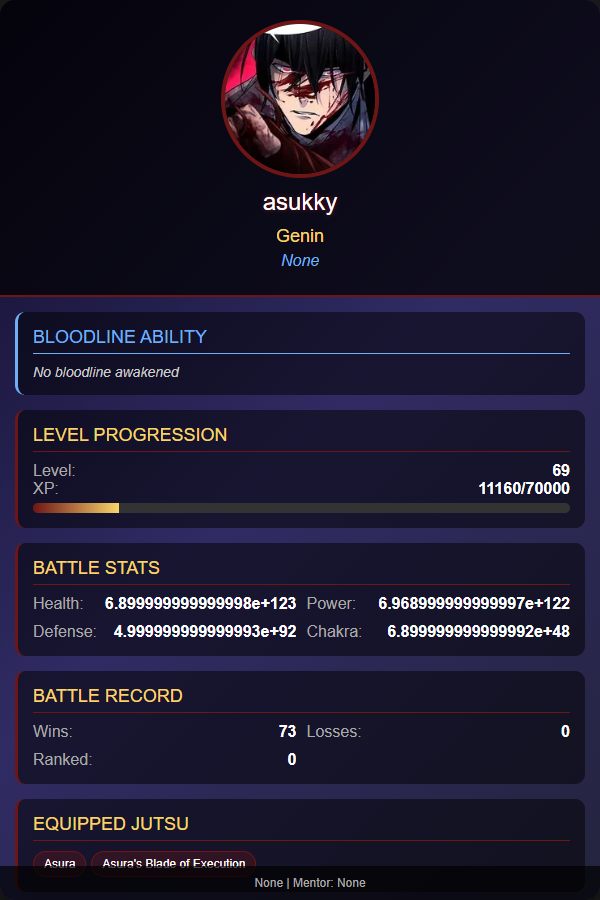 asukky
Genin
None
BLOODLINE ABILITY
No bloodline awakened
LEVEL PROGRESSION
Level: 69
XP: 11160/70000
BATTLE STATS
Health: 6.899999999999998e+123 Power: 6.968999999999997e+122
Defense: 4.999999999999993e+92 Chakra: 6.899999999999992e+48
BATTLE RECORD
Wins: 73 Losses: 0
Ranked: 0
EQUIPPED JUTSU
Asura Asura's Blade of Execution
None | Mentor: None